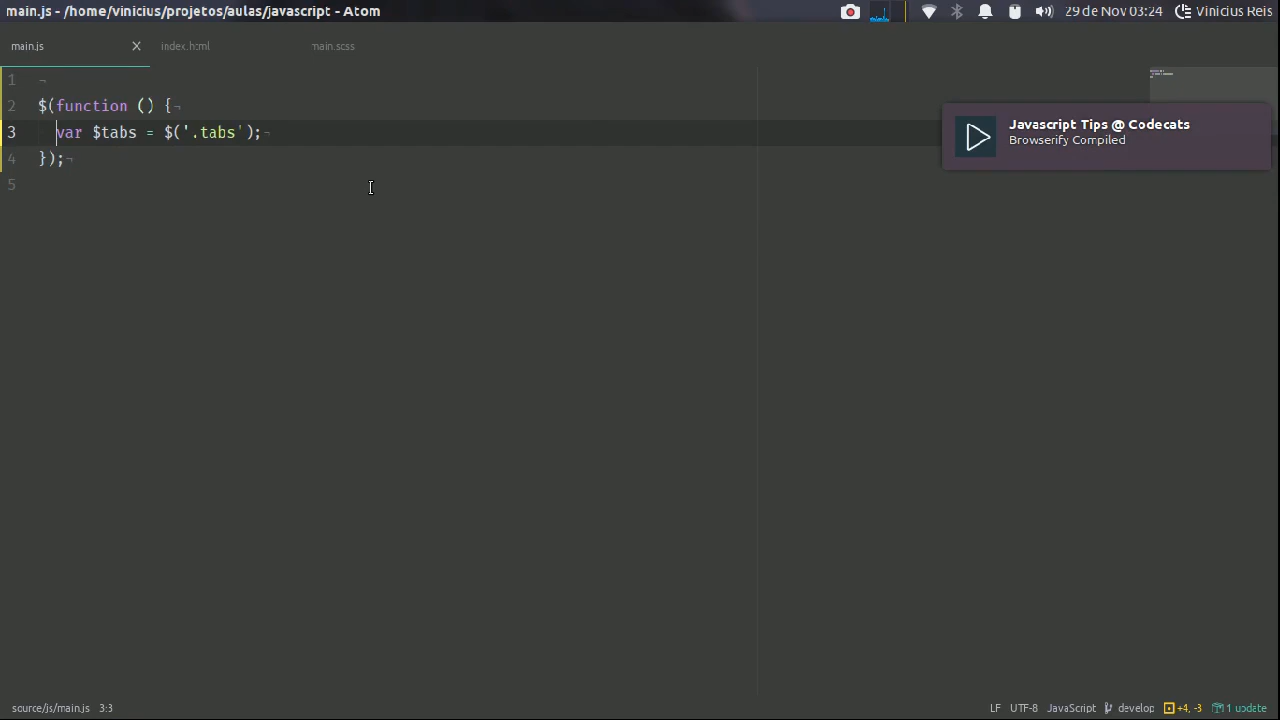 main.js - /home/vinicius/projetos/aulas/javascript - Atom
29 de Nov 03:24 Vinicius Reis
main.js index.html main.scss
1 ¬
2 $(function () {¬
3 var $tabs = $('.tabs');¬
4 });¬
5
Javascript Tips @ Codecats
Browserify Compiled
source/js/main.js 3:3
LF UTF-8 JavaScript develop +4, -3 1 update